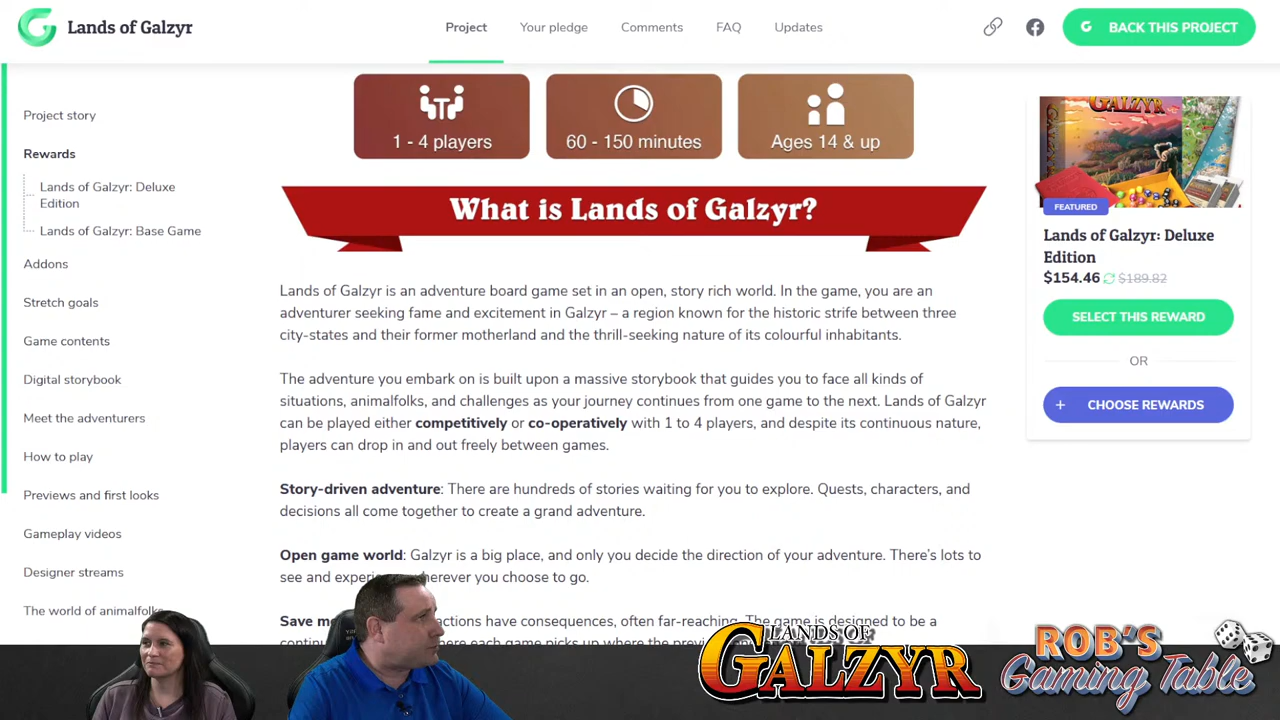 Lands of Galzyr
Project
Your pledge
Comments
FAQ
Updates
BACK THIS PROJECT
Project story
Rewards
Lands of Galzyr: Deluxe
Edition
Lands of Galzyr: Base Game
Addons
Stretch goals
Game contents
Digital storybook
Meet the adventurers
How to play
Previews and first looks
Gameplay videos
Designer streams
The world of animalfolks
1 - 4 players
60 - 150 minutes
Ages 14 & up
What is Lands of Galzyr?
Lands of Galzyr is an adventure board game set in an open, story rich world. In the game, you are an
adventurer seeking fame and excitement in Galzyr – a region known for the historic strife between three
city-states and their former motherland and the thrill-seeking nature of its colourful inhabitants.
The adventure you embark on is built upon a massive storybook that guides you to face all kinds of
situations, animalfolks, and challenges as your journey continues from one game to the next. Lands of Galzyr
can be played either competitively or co-operatively with 1 to 4 players, and despite its continuous nature,
players can drop in and out freely between games.
Story-driven adventure: There are hundreds of stories waiting for you to explore. Quests, characters, and
decisions all come together to create a grand adventure.
Open game world: Galzyr is a big place, and only you decide the direction of your adventure. There's lots to
see and wherever you choose to go.
Save have consequences, often far-reaching. The game is designed to be a
each game picks up where the
GALZYR
FEATURED
Lands of Galzyr: Deluxe
Edition
$154.46 $189.82
SELECT THIS REWARD
OR
+ CHOOSE REWARDS
LANDS OF
GALZYR
ROB'S
Gaming Table